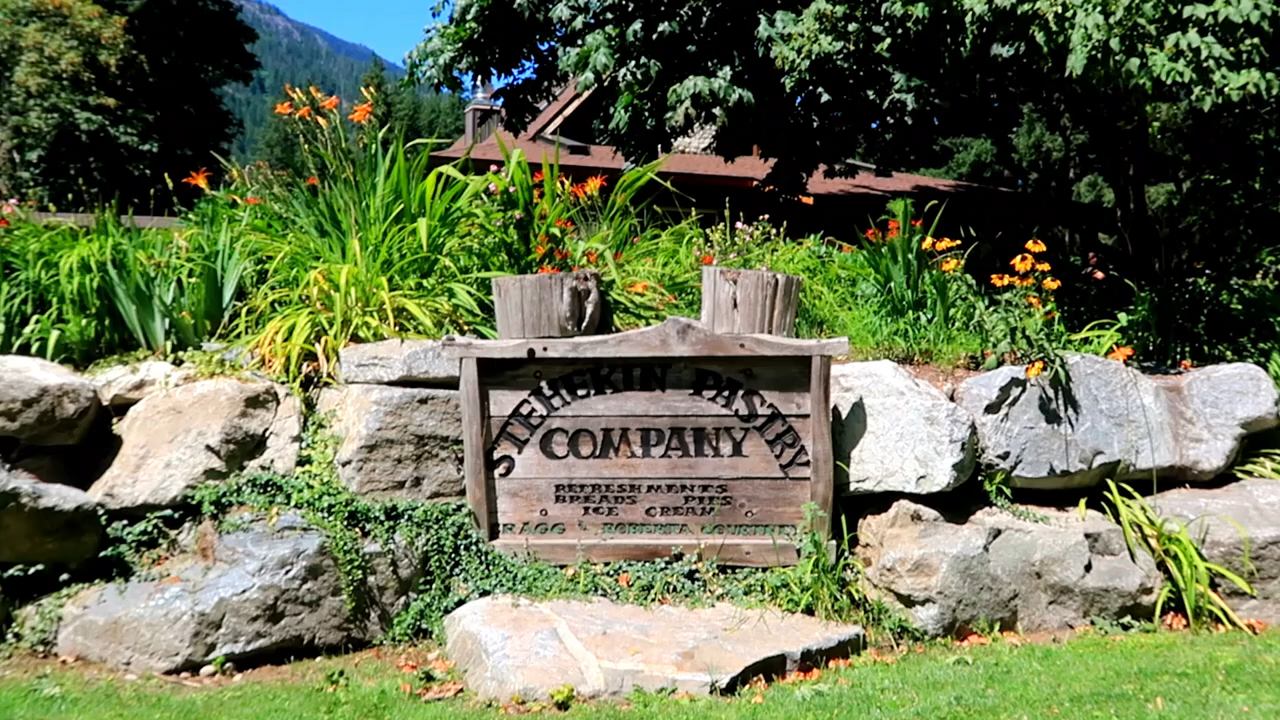 STEHEKIN PASTRY
COMPANY
REFRESHMENTS
BREADS PIES
ICE CREAM
ROBERTA COURTNEY